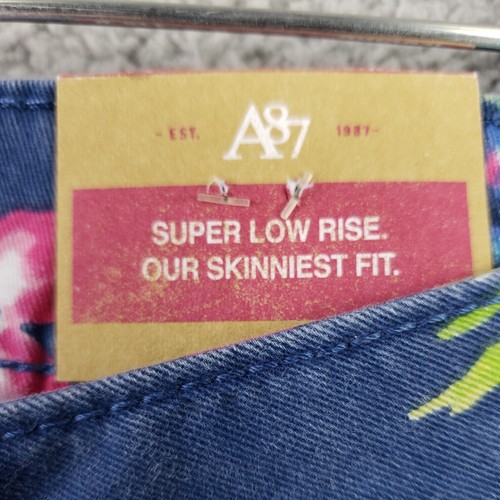 - EST. A87 1987-
SUPER LOW RISE.
OUR SKINNIEST FIT.